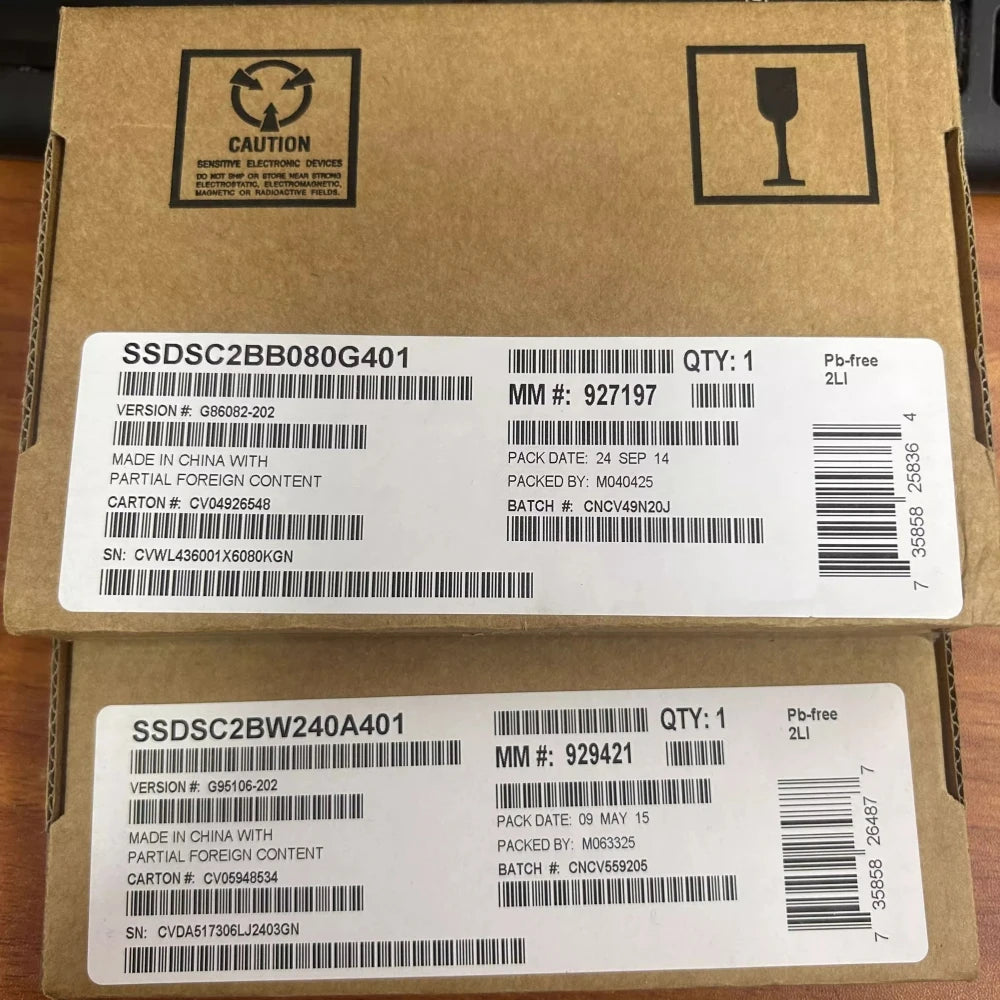 CAUTION
SENSITIVE ELECTRONIC DEVICES
DO NOT SHIP OR STORE NEAR STRONG
ELECTROSTATIC, ELECTROMAGNETIC,
MAGNETIC OR RADIOACTIVE FIELDS.
SSDSC2BB080G401
QTY: 1
Pb-free
2LI
VERSION #: G86082-202
MM #: 927197
MADE IN CHINA WITH
PARTIAL FOREIGN CONTENT
PACK DATE: 24 SEP 14
PACKED BY: M040425
CARTON #: CV04926548
BATCH #: CNCV49N20J
SN: CVWL436001X6080KGN
7 35858 25836 4
SSDSC2BW240A401
QTY: 1
Pb-free
2LI
VERSION #: G95106-202
MM #: 929421
MADE IN CHINA WITH
PARTIAL FOREIGN CONTENT
PACK DATE: 09 MAY 15
PACKED BY: M063325
CARTON #: CV05948534
BATCH #: CNCV559205
SN: CVDA517306LJ2403GN
7 35858 26487 7